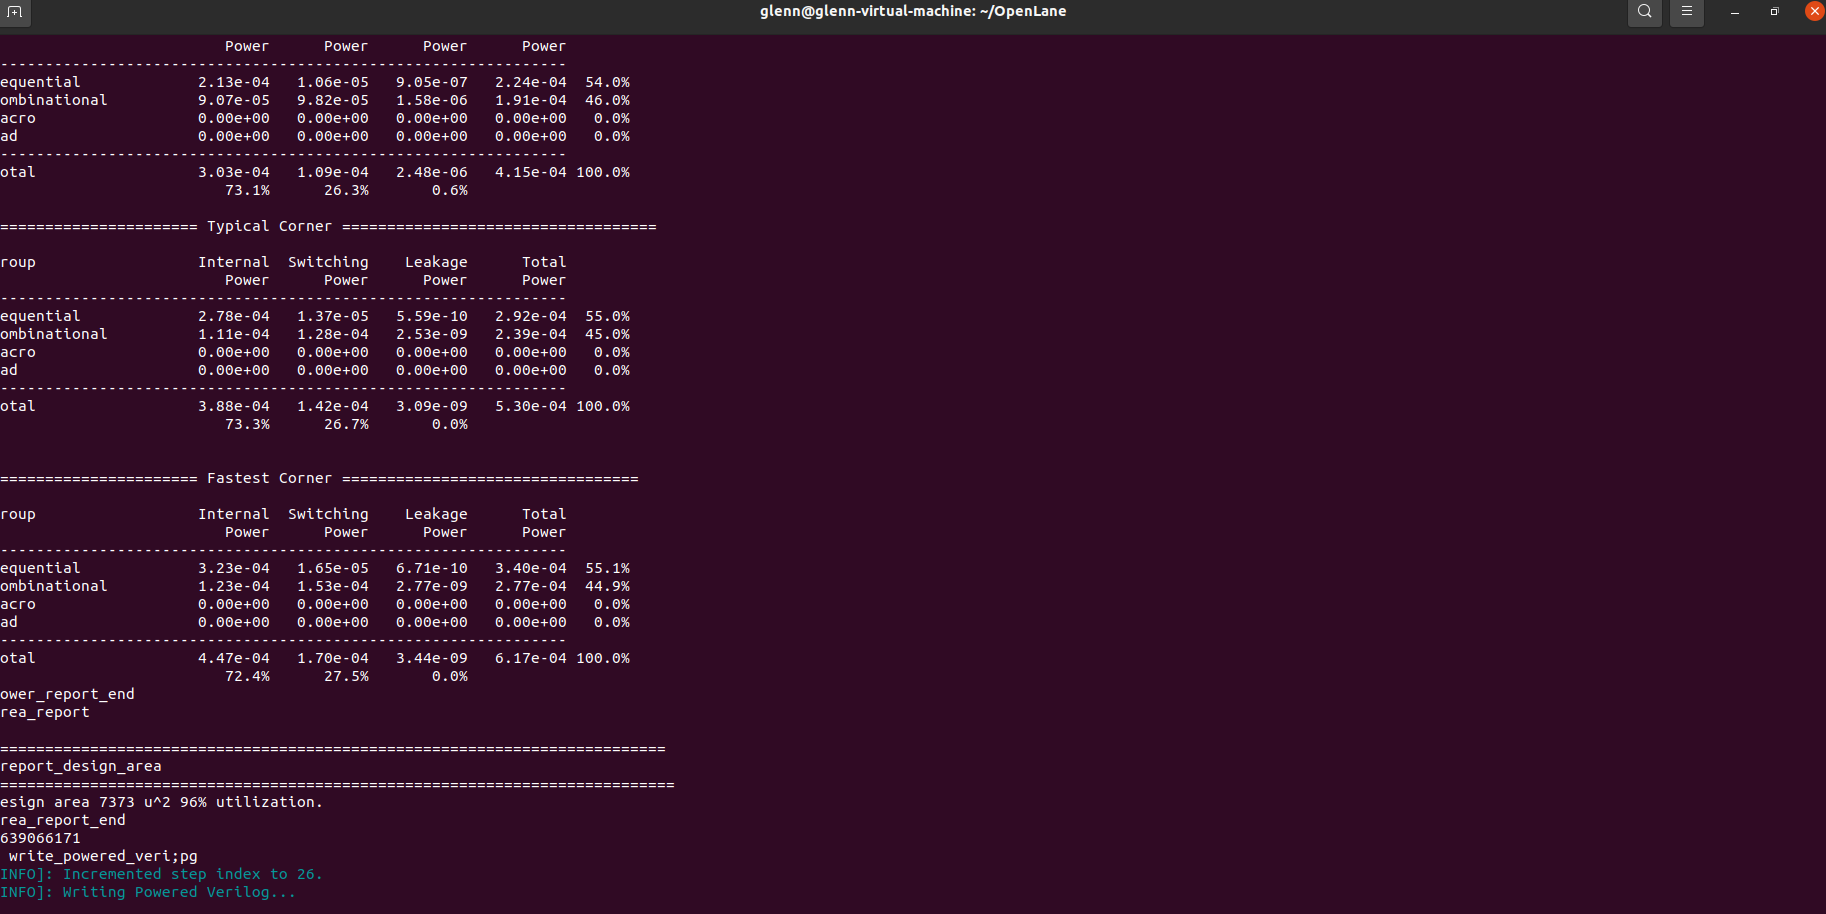 glenn@glenn-virtual-machine: ~/OpenLane
Power Power Power Power
---------------------------------------------------------------
equential 2.13e-04 1.06e-05 9.05e-07 2.24e-04 54.0%
ombinational 9.07e-05 9.82e-05 1.58e-06 1.91e-04 46.0%
acro 0.00e+00 0.00e+00 0.00e+00 0.00e+00 0.0%
ad 0.00e+00 0.00e+00 0.00e+00 0.00e+00 0.0%
---------------------------------------------------------------
otal 3.03e-04 1.09e-04 2.48e-06 4.15e-04 100.0%
73.1% 26.3% 0.6%
====================== Typical Corner ===================================
roup Internal Switching Leakage Total
Power Power Power Power
---------------------------------------------------------------
equential 2.78e-04 1.37e-05 5.59e-10 2.92e-04 55.0%
ombinational 1.11e-04 1.28e-04 2.53e-09 2.39e-04 45.0%
acro 0.00e+00 0.00e+00 0.00e+00 0.00e+00 0.0%
ad 0.00e+00 0.00e+00 0.00e+00 0.00e+00 0.0%
---------------------------------------------------------------
otal 3.88e-04 1.42e-04 3.09e-09 5.30e-04 100.0%
73.3% 26.7% 0.0%
====================== Fastest Corner =================================
roup Internal Switching Leakage Total
Power Power Power Power
---------------------------------------------------------------
equential 3.23e-04 1.65e-05 6.71e-10 3.40e-04 55.1%
ombinational 1.23e-04 1.53e-04 2.77e-09 2.77e-04 44.9%
acro 0.00e+00 0.00e+00 0.00e+00 0.00e+00 0.0%
ad 0.00e+00 0.00e+00 0.00e+00 0.00e+00 0.0%
---------------------------------------------------------------
otal 4.47e-04 1.70e-04 3.44e-09 6.17e-04 100.0%
72.4% 27.5% 0.0%
ower_report_end
rea_report
==========================================================================
report_design_area
===========================================================================
esign area 7373 u^2 96% utilization.
rea_report_end
639066171
write_powered_veri;pg
INFO]: Incremented step index to 26.
INFO]: Writing Powered Verilog...